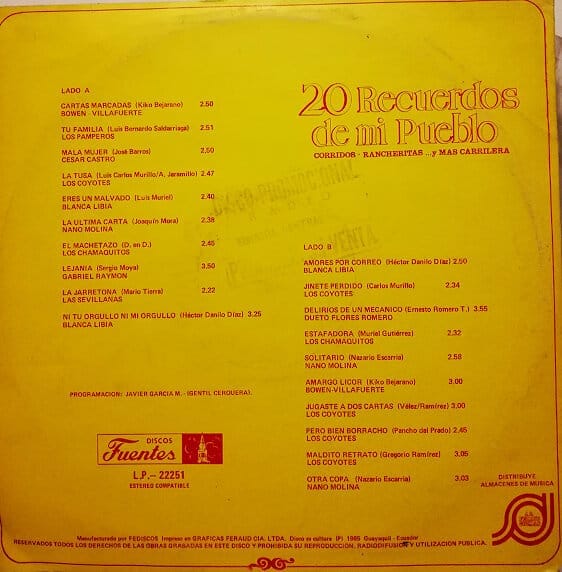 20 Recuerdos
de mi Pueblo
CORRIDOS - RANCHERITAS ...y MAS CARRILERA
LADO A
CARTAS MARCADAS (Kiko Bejarano) 2.50
BOWEN - VILLAFUERTE
TU FAMILIA (Luis Bernardo Saldarriaga) 2.51
LOS PAMPEROS
MALA MUJER (José Barros) 2.50
CESAR CASTRO
LA TUSA (Luis Carlos Murillo/A. Jaramillo) 2.47
LOS COYOTES
ERES UN MALVADO (Luis Muriel) 2.40
BLANCA LIBIA
LA ULTIMA CARTA (Joaquín Mora) 2.38
NANO MOLINA
EL MACHETAZO (D. en D.) 2.45
LOS CHAMAQUITOS
LEJANIA (Sergio Moya) 3.50
GABRIEL RAYMON
LA JARRETONA (Mario Tierra) 2.22
LAS SEVILLANAS
NI TU ORGULLO NI MI ORGULLO (Héctor Danilo Díaz) 3.25
BLANCA LIBIA
LADO B
AMORES POR CORREO (Héctor Danilo Díaz) 2.50
BLANCA LIBIA
JINETE PERDIDO (Carlos Murillo) 2.34
LOS COYOTES
DELIRIOS DE UN MECANICO (Ernesto Romero T.) 3.55
DUETO FLORES ROMERO
ESTAFADORA (Muriel Gutiérrez) 2.32
LOS CHAMAQUITOS
SOLITARIO (Nazario Escarria) 2.58
NANO MOLINA
AMARGO LICOR (Kiko Bejarano) 3.00
BOWEN-VILLAFUERTE
JUGASTE A DOS CARTAS (Vélez/Ramírez) 3.00
LOS COYOTES
PERO BIEN BORRACHO (Pancho del Prado) 2.45
LOS COYOTES
MALDITO RETRATO (Gregorio Ramírez) 3.05
LOS COYOTES
OTRA COPA (Nazario Escarria) 3.03
NANO MOLINA
PROGRAMACION: JAVIER GARCIA M. - (GENTIL CERQUERA).
DISCOS
Fuentes
L.P.- 22251
ESTEREO COMPATIBLE
DISTRIBUYE
ALMACENES DE MUSICA
Manufacturado por FEDISCOS Impreso en GRAFICAS FERAUD CIA. LTDA. Disco es cultura (P) 1985 Guayaquil - Ecuador
RESERVADOS TODOS LOS DERECHOS DE LAS OBRAS GRABADAS EN ESTE DISCO Y PROHIBIDA SU REPRODUCCION, RADIODIFUSION Y UTILIZACION PUBLICA.